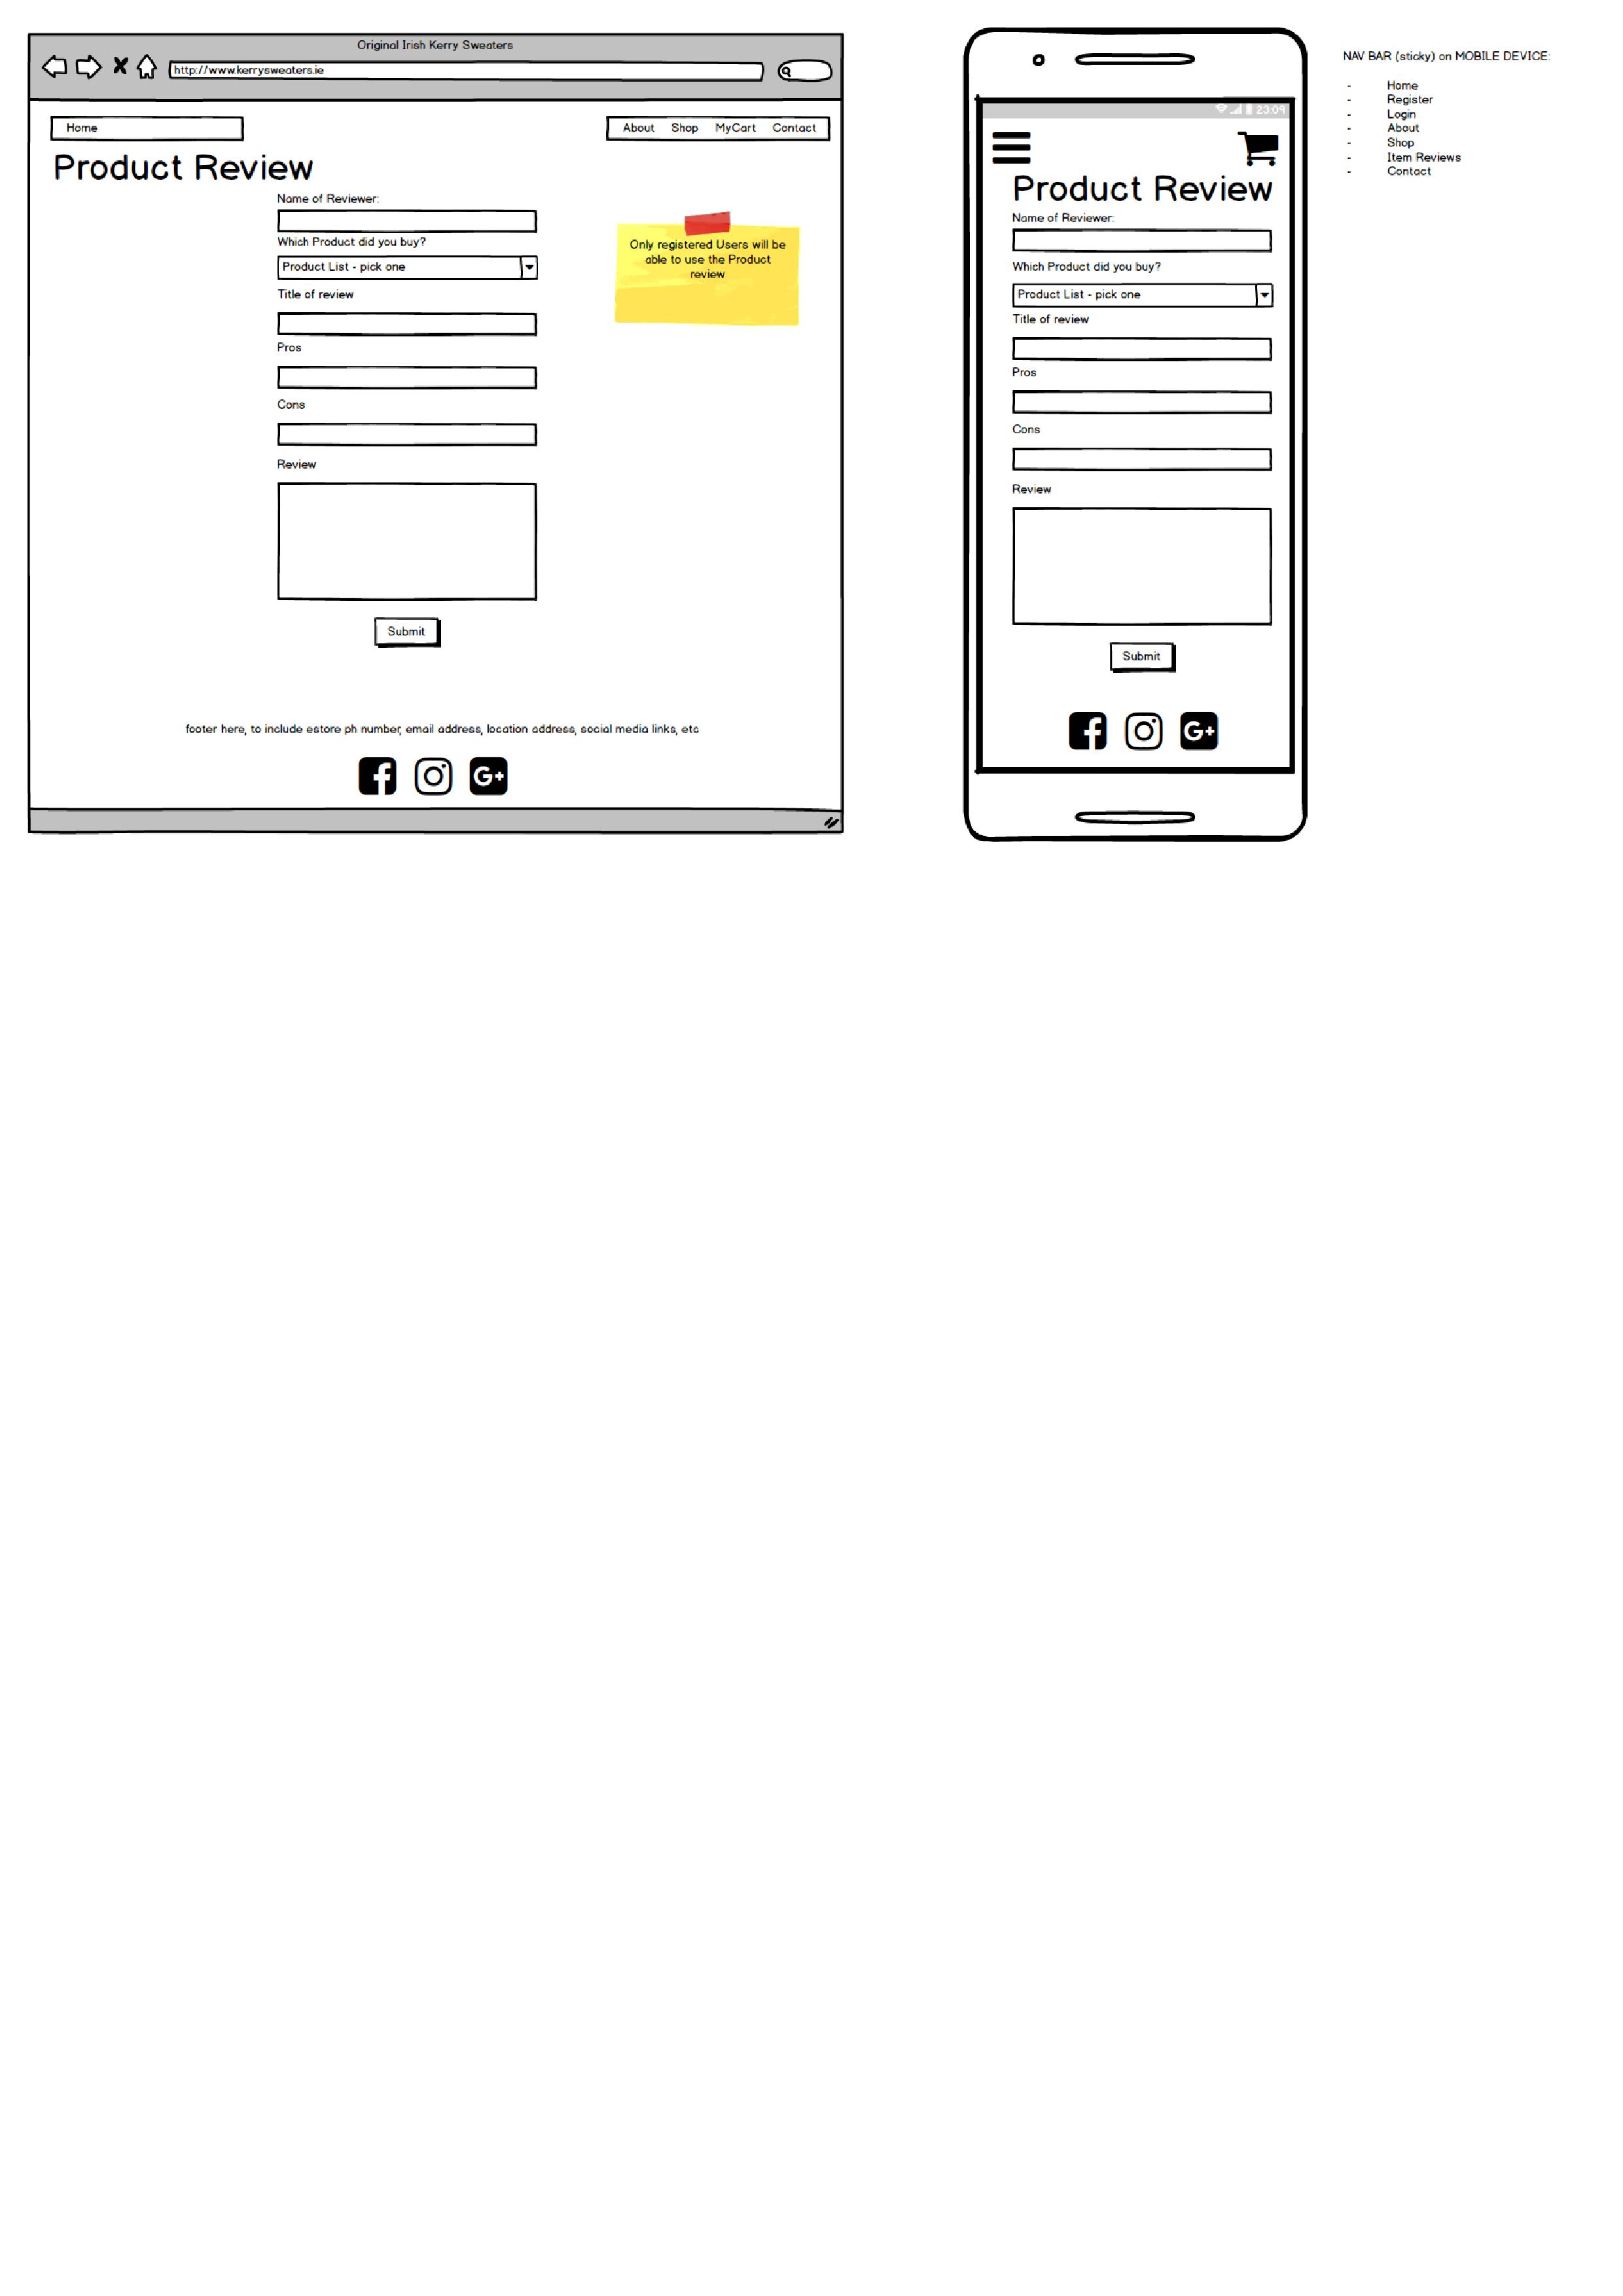 Original Irish Kerry Sweaters
http://www.kerrysweaters.ie
Home
About Shop MyCart Contact
Product Review
Name of Reviewer:
Which Product did you buy?
Product List - pick one
Title of review
Pros
Cons
Review
Submit
Only registered Users will be
able to use the Product
review
footer here, to include estore ph number, email address, location address, social media links, etc
G+
23:09
Product Review
Name of Reviewer:
Which Product did you buy?
Product List - pick one
Title of review
Pros
Cons
Review
Submit
G+
NAV BAR (sticky) on MOBILE DEVICE:
- Home
- Register
- Login
- About
- Shop
- Item Reviews
- Contact